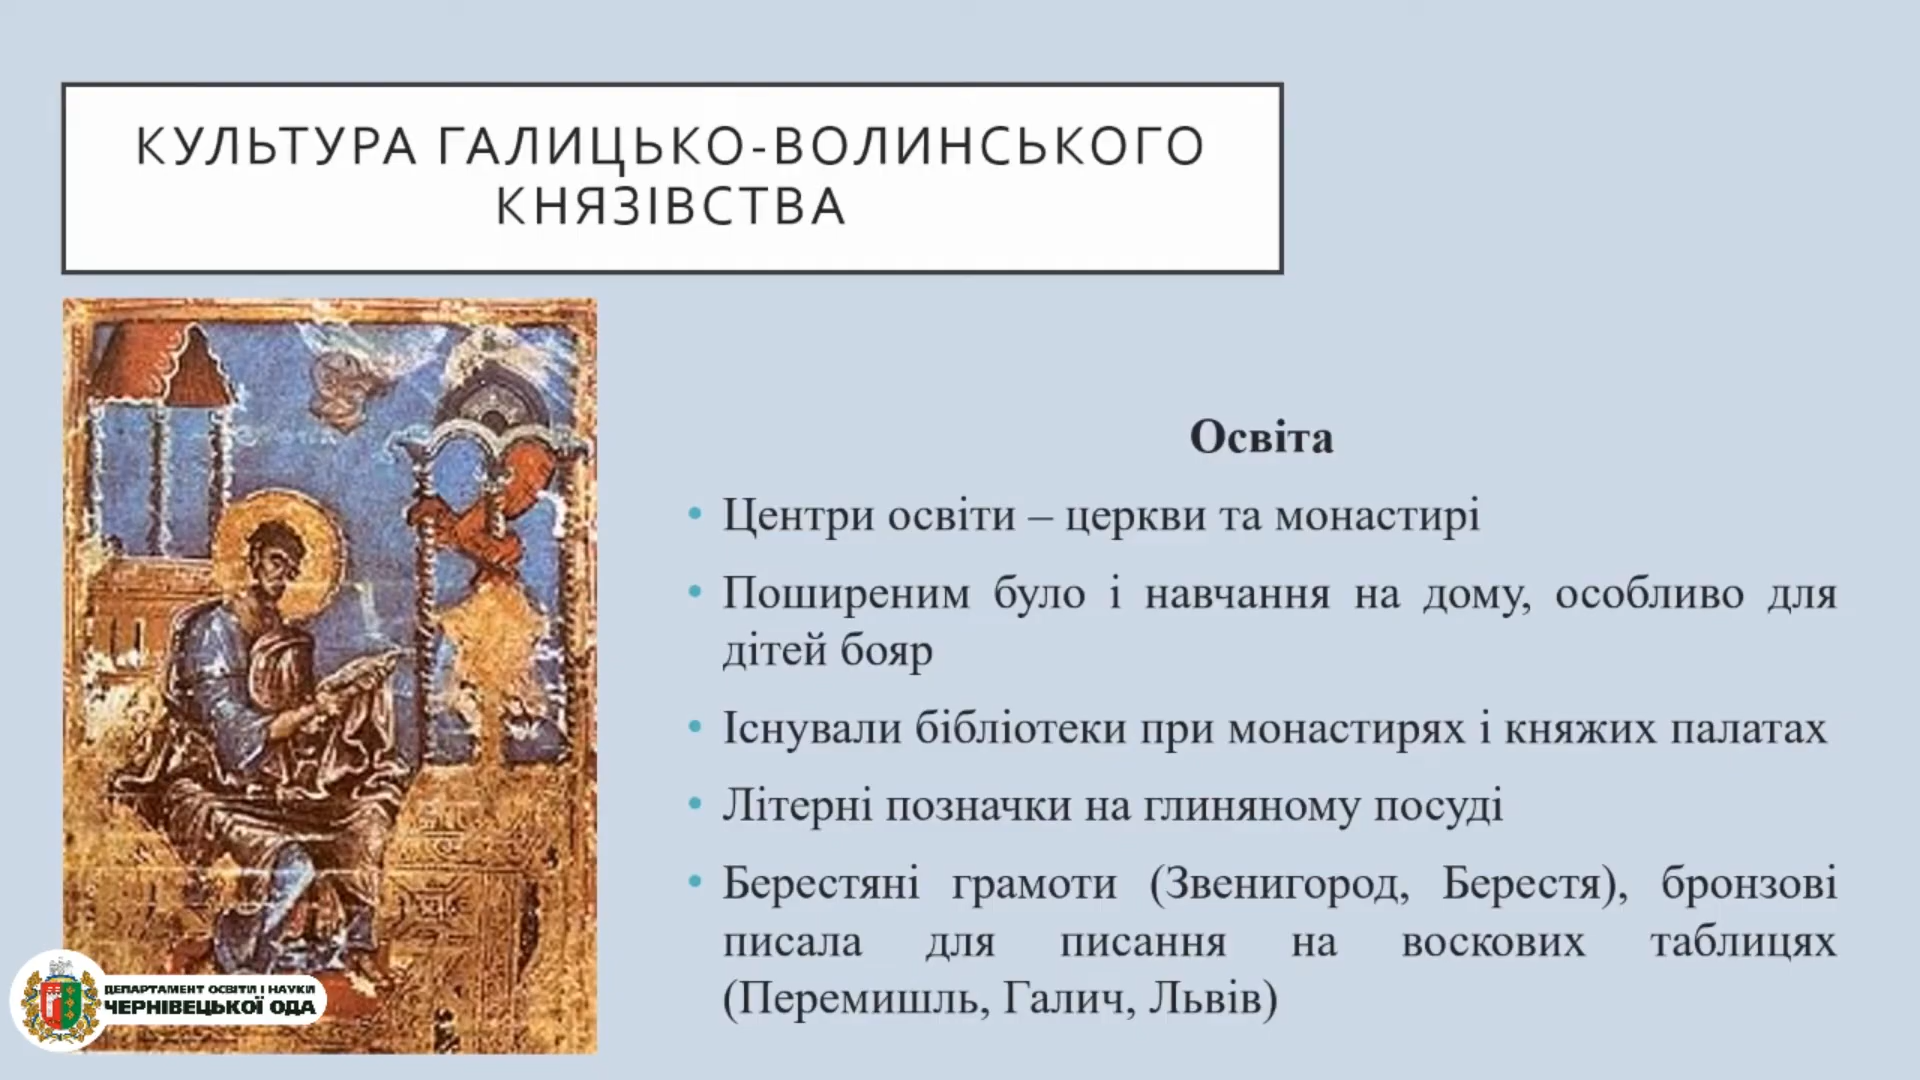 КУЛЬТУРА ГАЛИЦЬКО-ВОЛИНСЬКОГО
КНЯЗІВСТВА
Освіта
• Центри освіти – церкви та монастирі
• Поширеним було і навчання на дому, особливо для
дітей бояр
• Існували бібліотеки при монастирях і княжих палатах
• Літерні позначки на глиняному посуді
• Берестяні грамоти (Звенигород, Берестя), бронзові
писала для писання на воскових таблицях
(Перемишль, Галич, Львів)
ДЕПАРТАМЕНТ ОСВІТИ І НАУКИ
ЧЕРНІВЕЦЬКОЇ ОДА